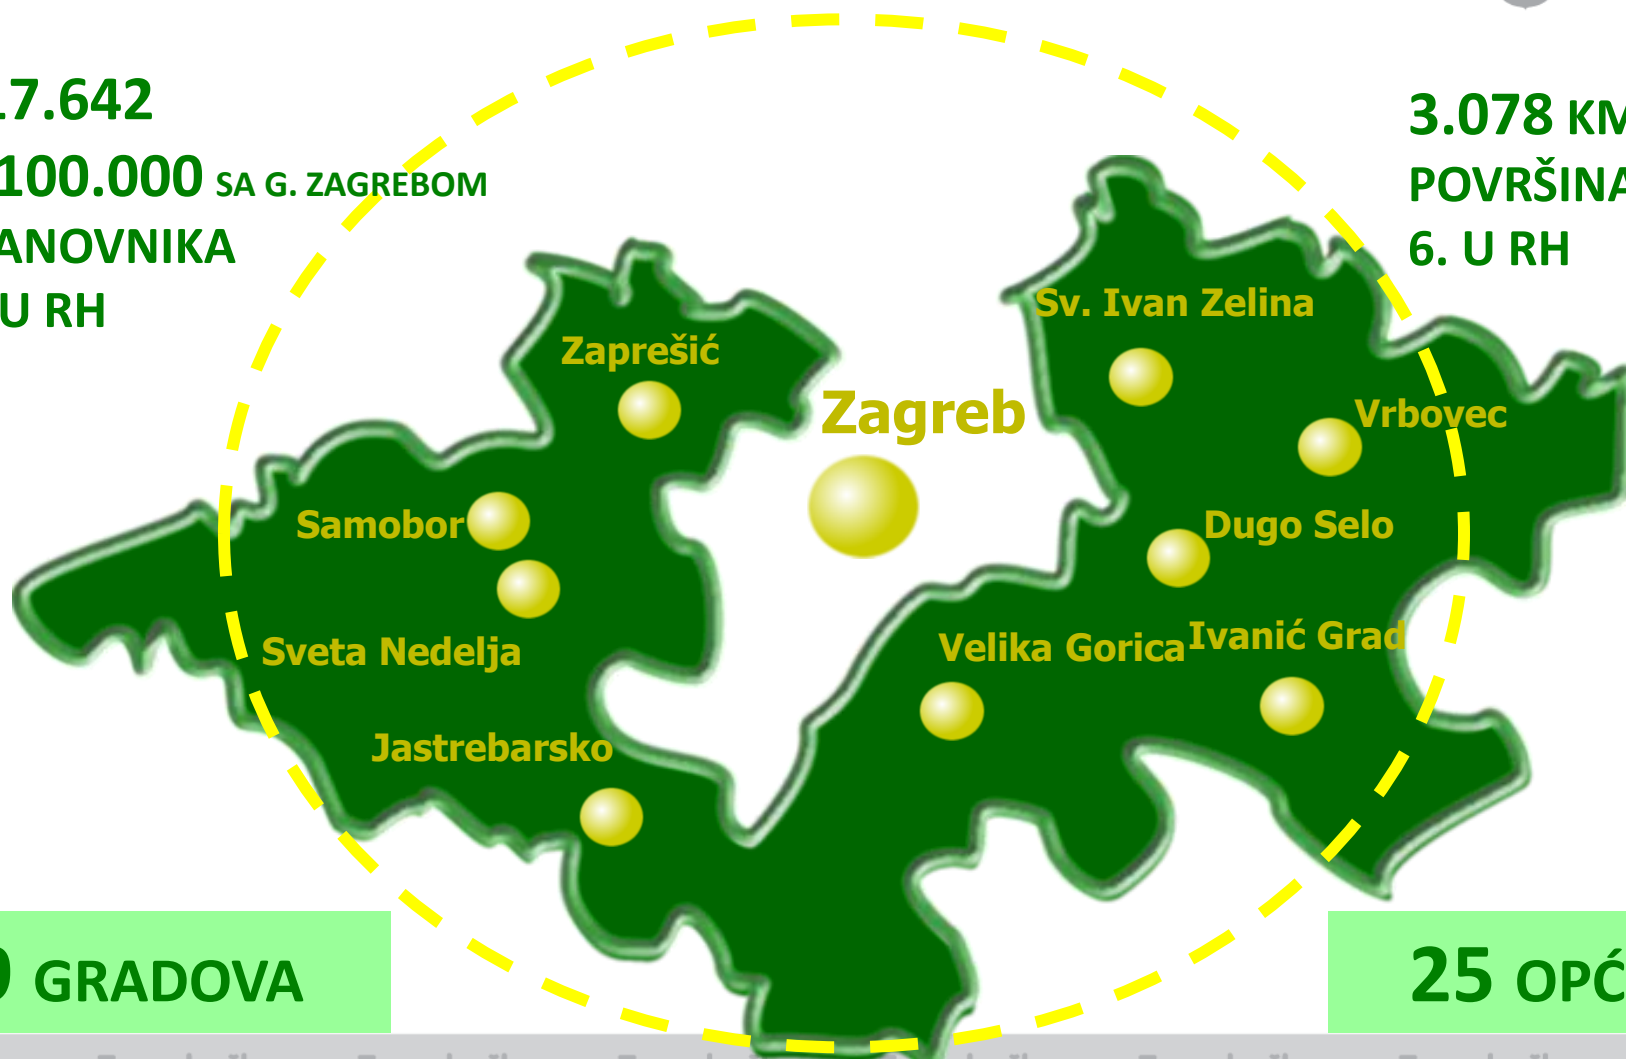 17.642
100.000 SA G. ZAGREBOM
ANOVNIKA
U RH
3.078 KM
POVRŠINA
6. U RH
Sv. Ivan Zelina
Zaprešić
Zagreb
Vrbovec
Samobor
Dugo Selo
Sveta Nedelja
Velika Gorica
Ivanić Grad
Jastrebarsko
GRADOVA
25 OPĆ